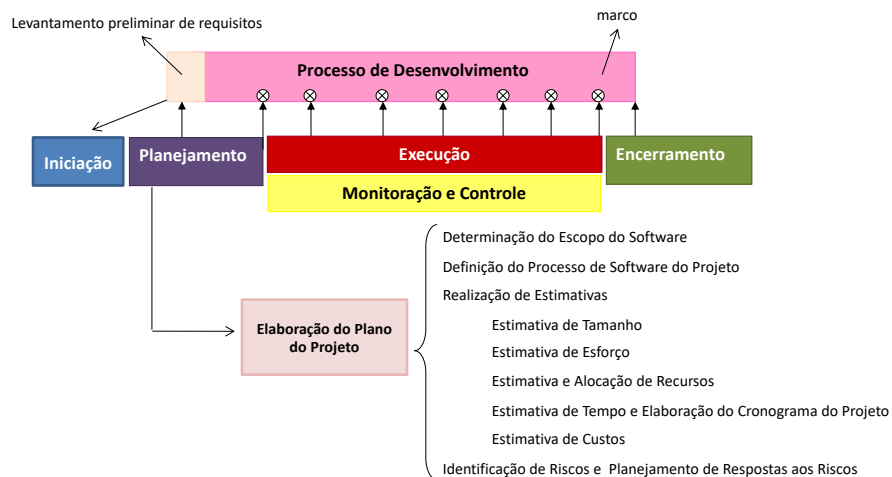 marco
Levantamento preliminar de requisitos
Processo de Desenvolvimento
Iniciação
Planejamento
Execução
Encerramento
Monitoração e Controle
Determinação do Escopo do Software
Definição do Processo de Software do Projeto
Realização de Estimativas
Elaboração do Plano
do Projeto
Estimativa de Tamanho
Estimativa de Esforço
Estimativa e Alocação de Recursos
Estimativa de Tempo e Elaboração do Cronograma do Projeto
Estimativa de Custos
Identificação de Riscos e Planejamento de Respostas aos Riscos